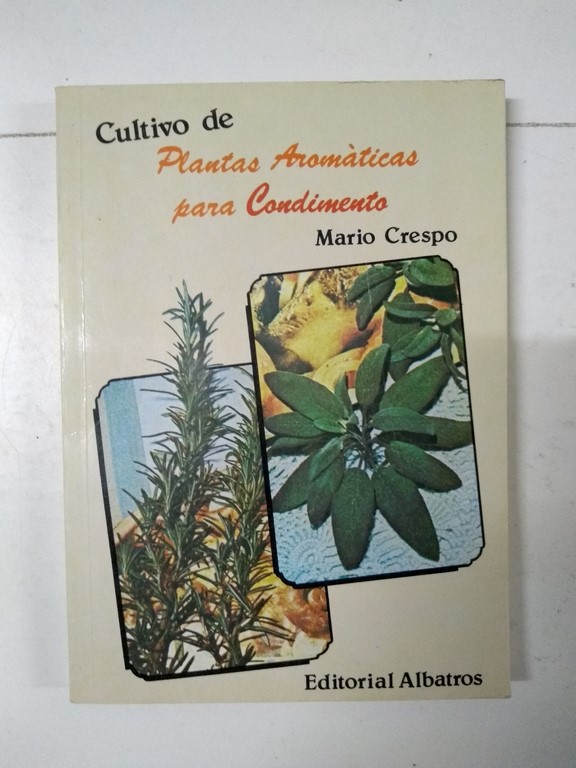 Cultivo de
Plantas Aromàticas
para Condimento
Mario Crespo
Editorial Albatros